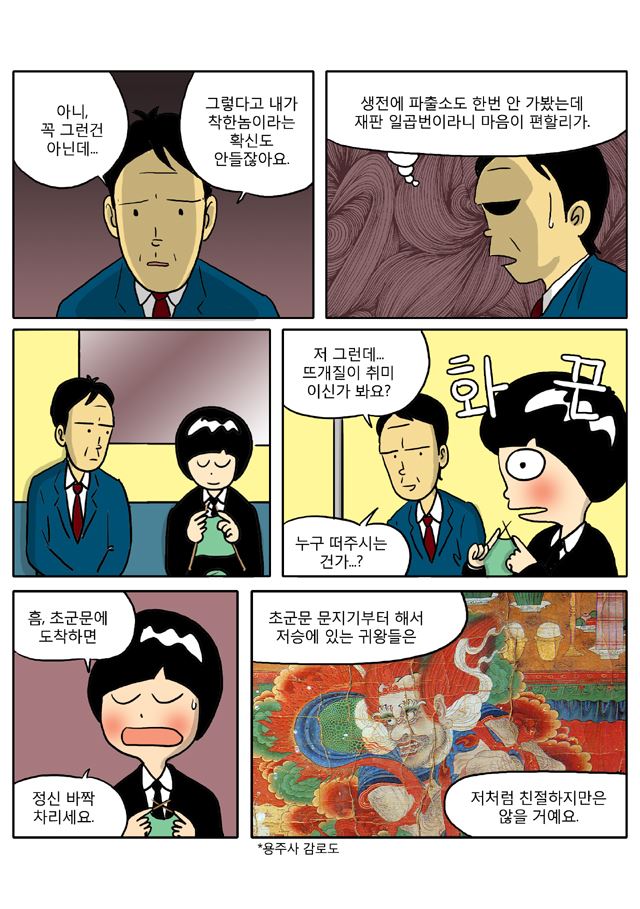 아니,
꼭 그런건
아닌데...
그렇다고 내가
착한놈이라는
확신도
안들잖아요.
생전에 파출소도 한번 안 가봤는데
재판 일곱번이라니 마음이 편할리가.
저 그런데...
뜨개질이 취미
이신가 봐요?
화끈
누구 떠주시는
건가...?
흠, 초군문에
도착하면
정신 바짝
차리세요.
초군문 문지기부터 해서
저승에 있는 귀왕들은
저처럼 친절하지만은
않을 거예요.
*용주사 감로도